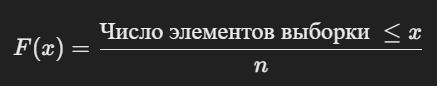 F(x) = Число элементов выборки ≤ x
n